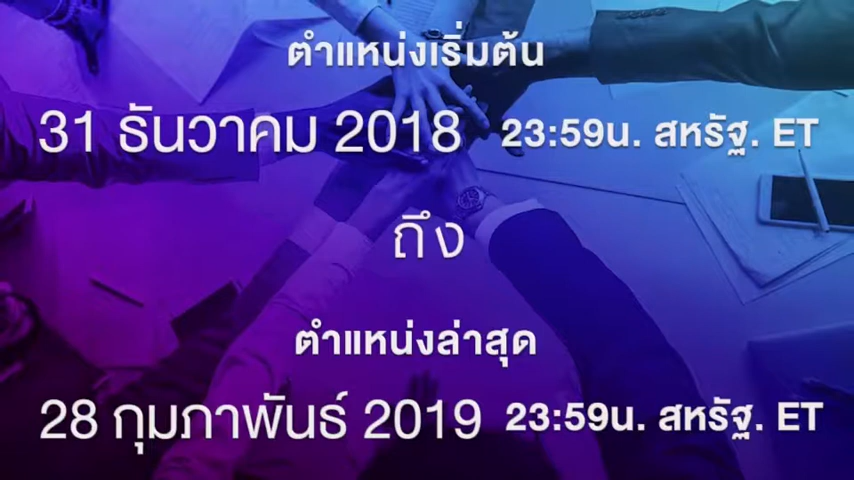 ตำแหน่งเริ่มต้น
31 ธันวาคม 2018 23:59น. สหรัฐ. ET
ถึง
ตำแหน่งล่าสุด
28 กุมภาพันธ์ 2019 23:59น. สหรัฐ. ET